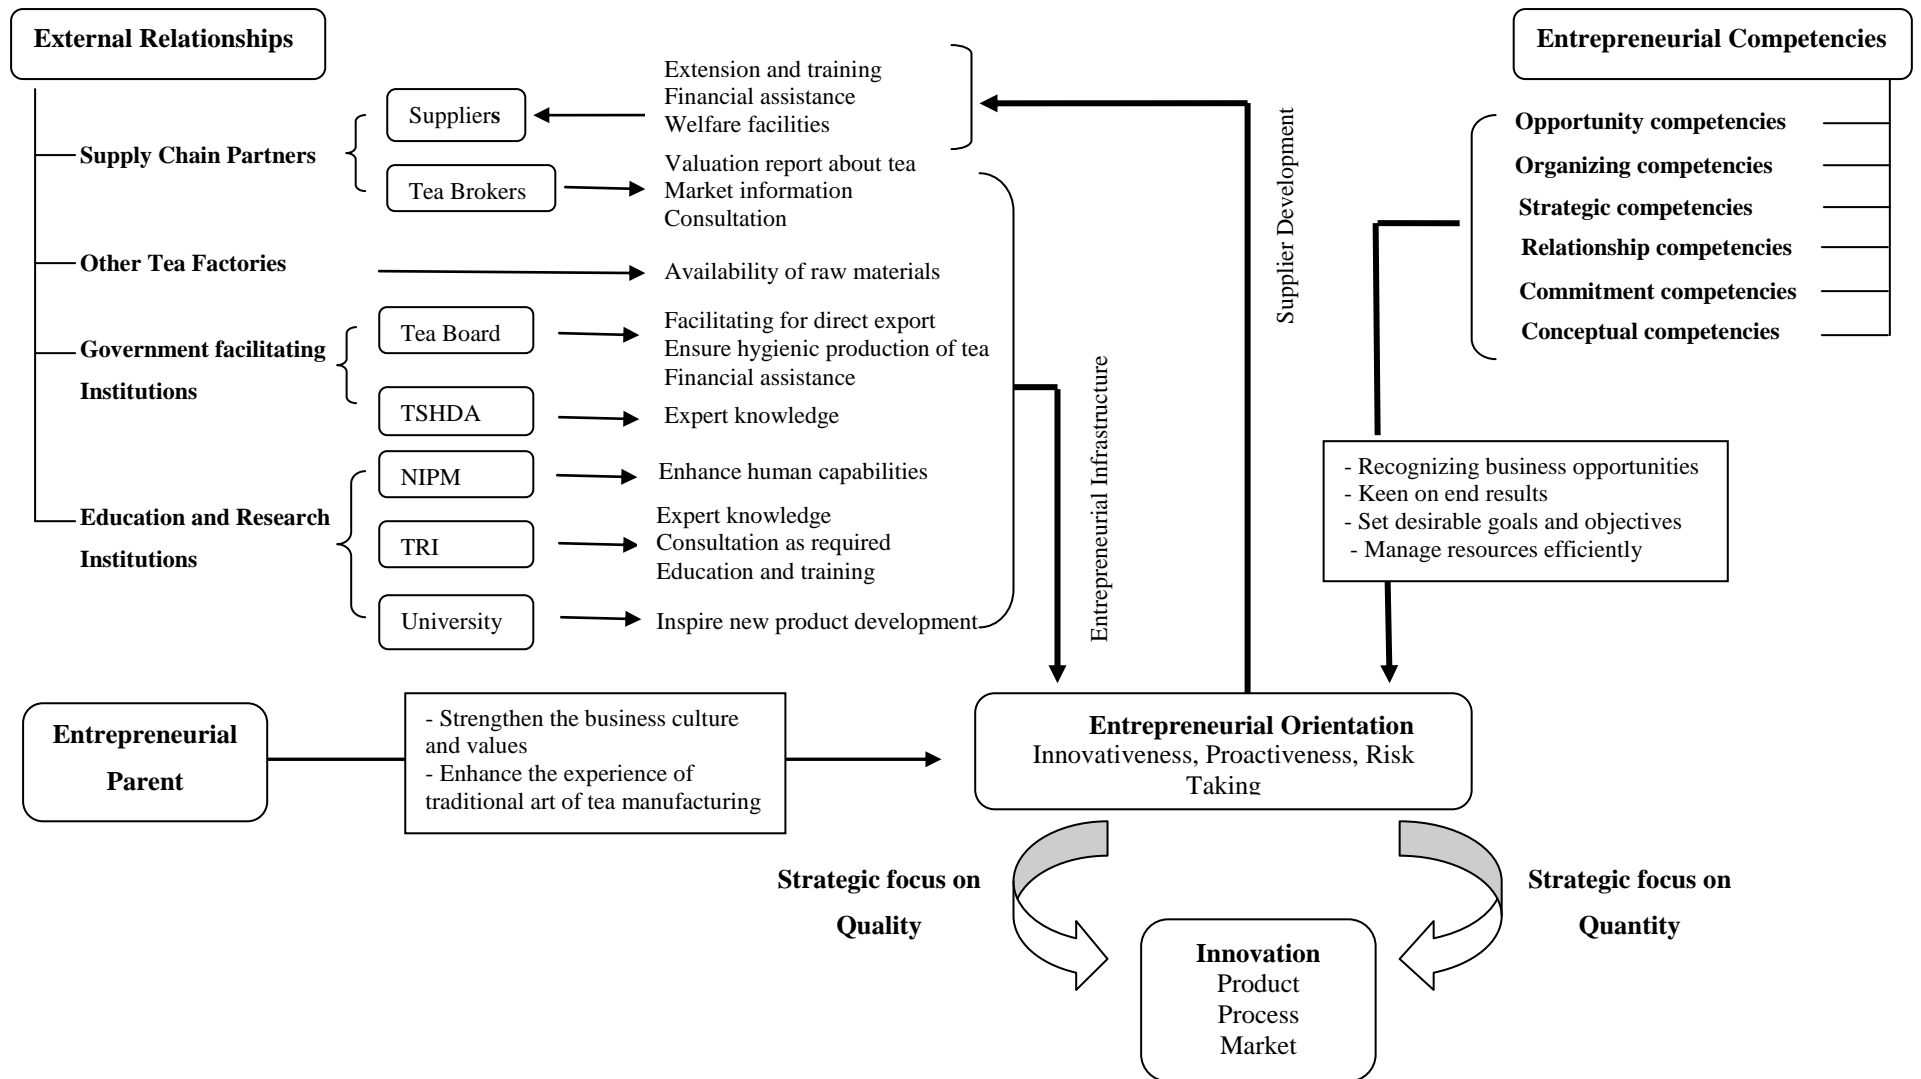 External Relationships
Supply Chain Partners
Suppliers
Extension and training
Financial assistance
Welfare facilities
Tea Brokers
Valuation report about tea
Market information
Consultation
Other Tea Factories
Availability of raw materials
Government facilitating
Institutions
Tea Board
Facilitating for direct export
Ensure hygienic production of tea
Financial assistance
TSHDA
Expert knowledge
Education and Research
Institutions
NIPM
Enhance human capabilities
TRI
Expert knowledge
Consultation as required
Education and training
University
Inspire new product development
Entrepreneurial Infrastructure
Supplier Development
Entrepreneurial Competencies
Opportunity competencies
Organizing competencies
Strategic competencies
Relationship competencies
Commitment competencies
Conceptual competencies
- Recognizing business opportunities
- Keen on end results
- Set desirable goals and objectives
- Manage resources efficiently
Entrepreneurial
Parent
- Strengthen the business culture
and values
- Enhance the experience of
traditional art of tea manufacturing
Entrepreneurial Orientation
Innovativeness, Proactiveness, Risk
Taking
Strategic focus on
Quality
Strategic focus on
Quantity
Innovation
Product
Process
Market